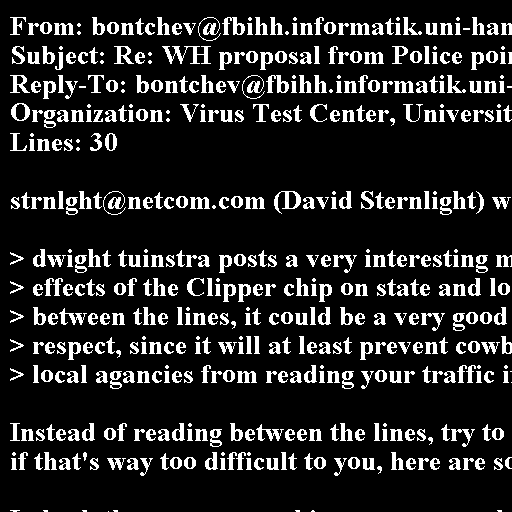 From: bontchev@fbihh.informatik.uni-han
Subject: Re: WH proposal from Police poin
Reply-To: bontchev@fbihh.informatik.uni-
Organization: Virus Test Center, Universit
Lines: 30

strnlght@netcom.com (David Sternlight) w

> dwight tuinstra posts a very interesting m
> effects of the Clipper chip on state and lo
> between the lines, it could be a very good
> respect, since it will at least prevent cowb
> local agancies from reading your traffic i

Instead of reading between the lines, try to
if that's way too difficult to you, here are so